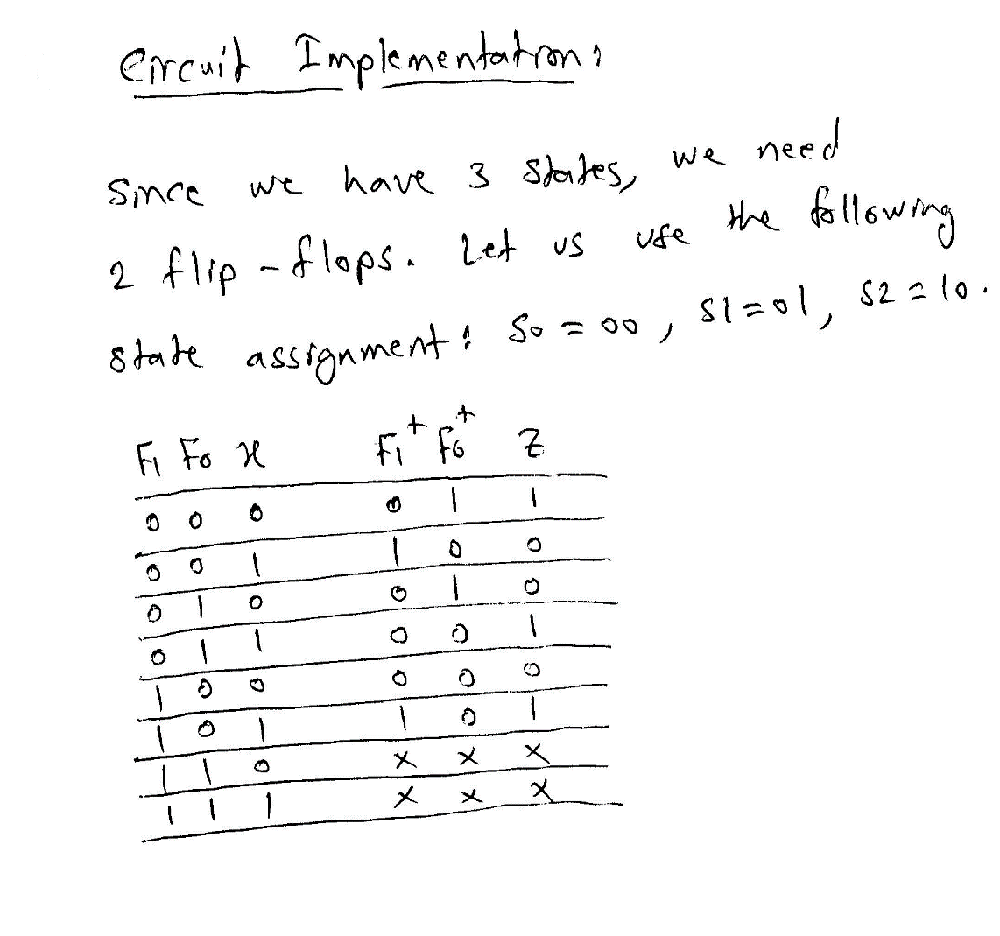 Circuit Implementation:
Since we have 3 states, we need
2 flip-flops. Let us use the following
state assignment: S0 = 00, S1 = 01, S2 = 10.
F1 F0 x F1+ F0+ Z
0 0 0 0 1 1
0 0 1 1 0 0
0 1 0 0 1 0
0 1 1 0 0 1
1 0 0 0 0 0
1 0 1 1 0 1
1 1 0 x x x
1 1 1 x x x